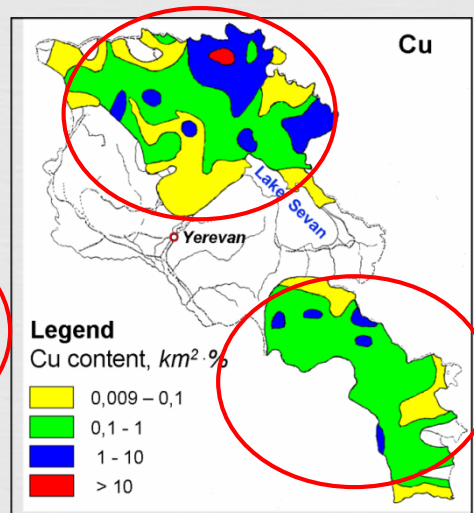 Cu
Lake Sevan
Yerevan
Legend
Cu content, km²·%
0,009 – 0,1
0,1 - 1
1 - 10
> 10